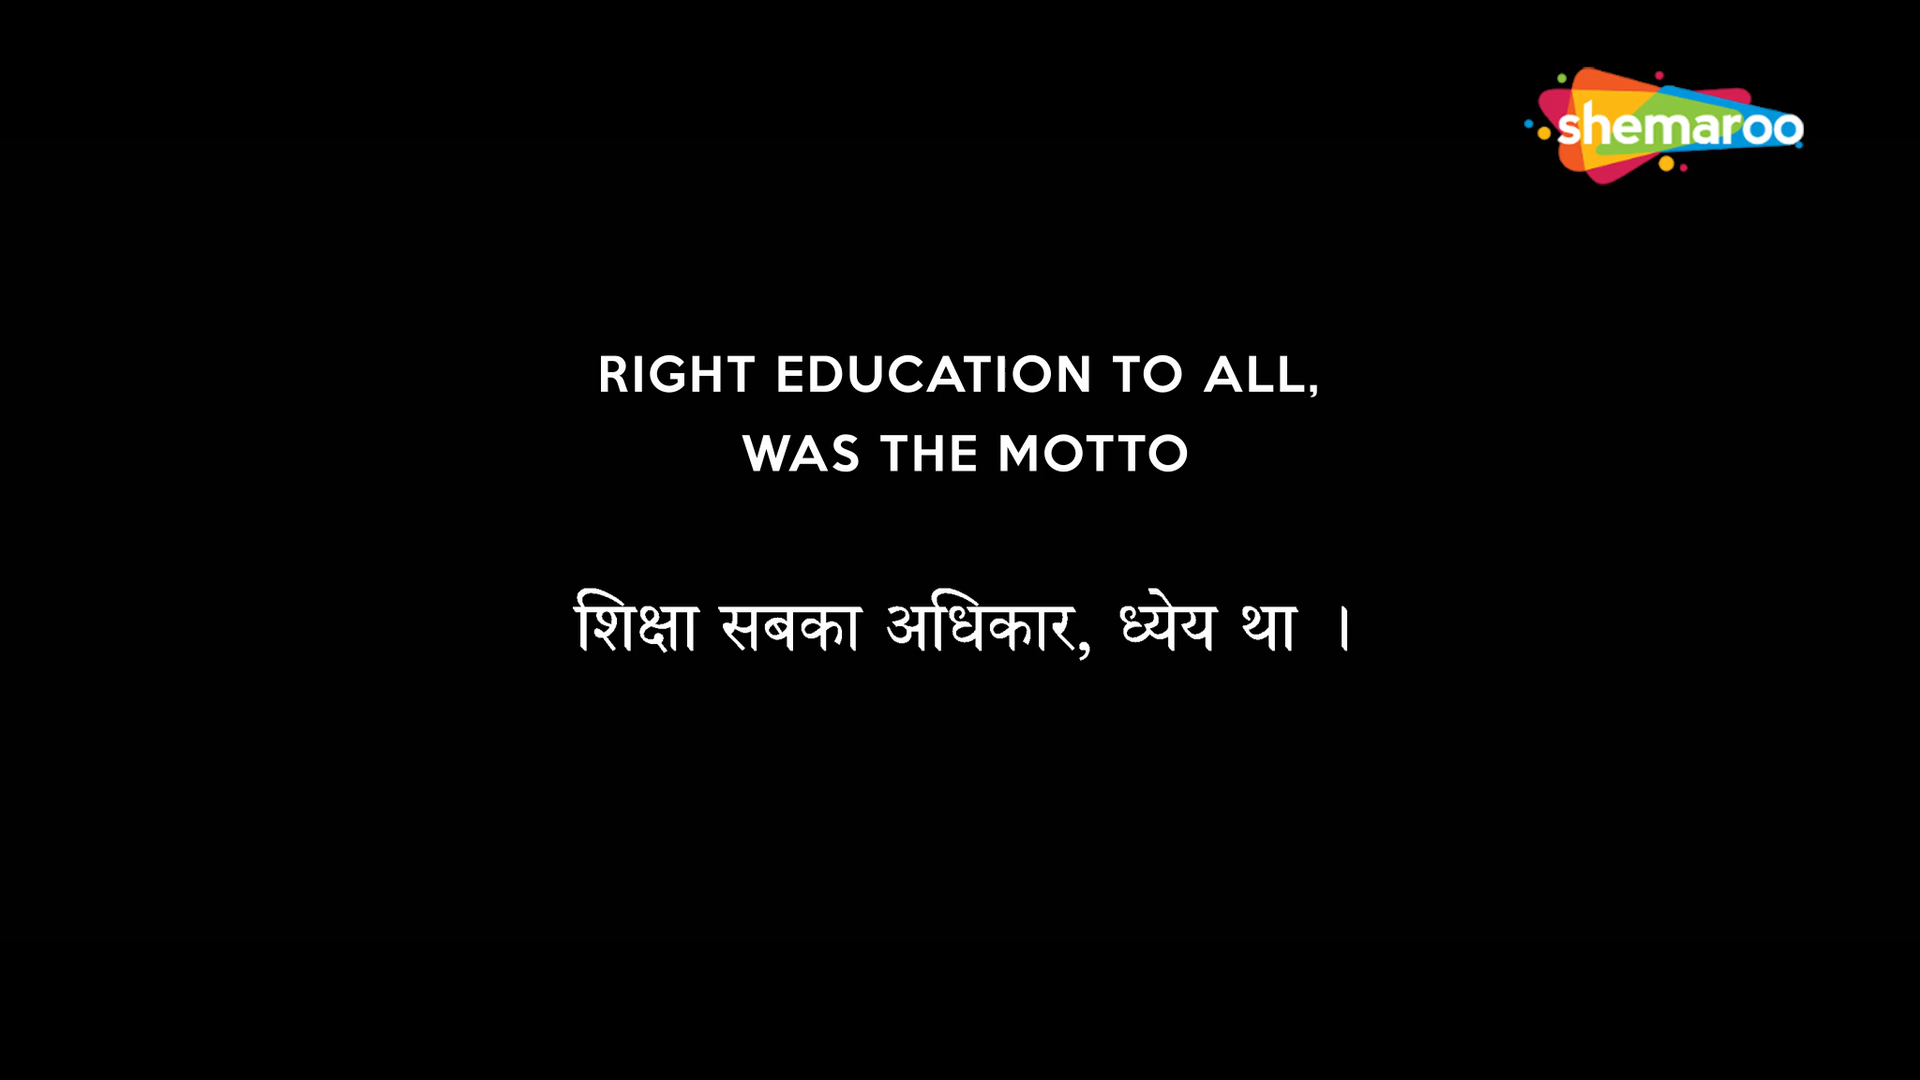 shemaroo
RIGHT EDUCATION TO ALL,
WAS THE MOTTO
शिक्षा सबका अधिकार, ध्येय था ।